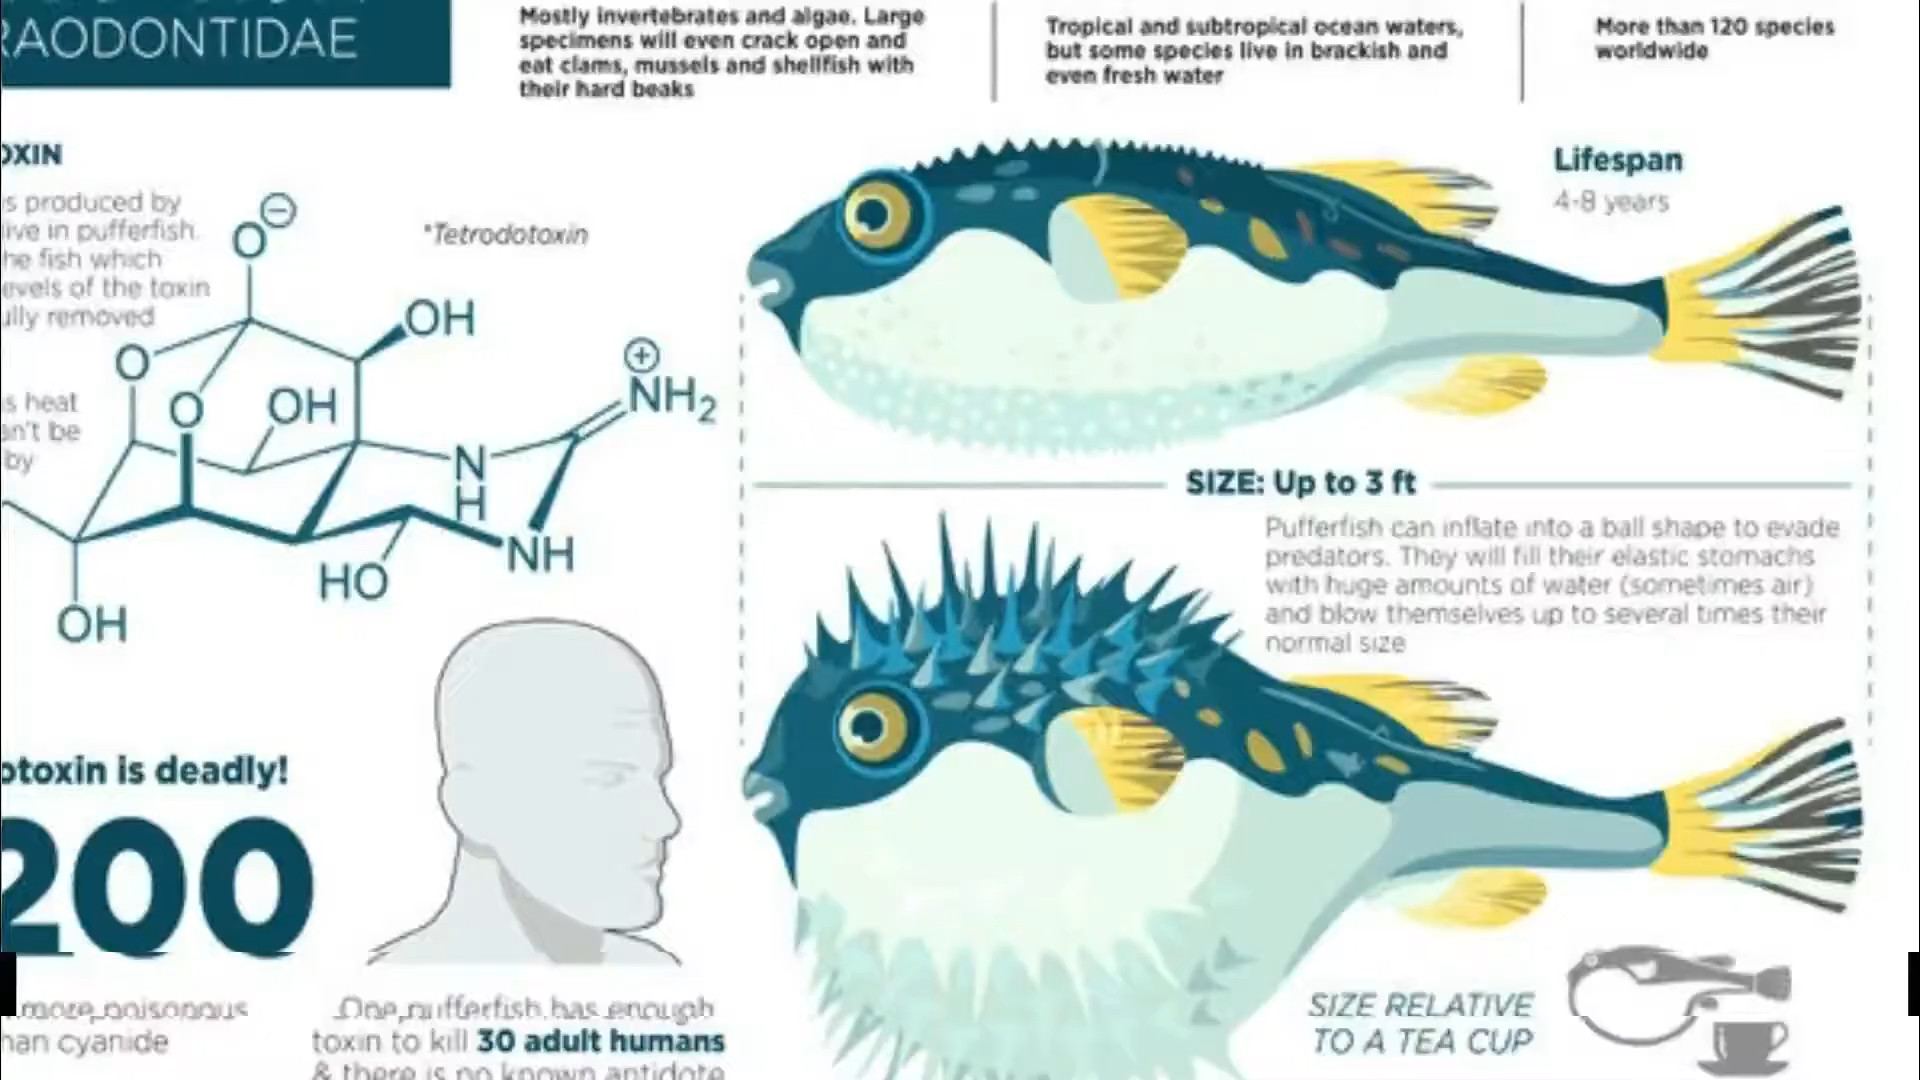 RAODONTIDAE
Mostly invertebrates and algae. Large
specimens will even crack open and
eat clams, mussels and shellfish with
their hard beaks
Tropical and subtropical ocean waters,
but some species live in brackish and
even fresh water
More than 120 species
worldwide
OXIN
s produced by
ive in pufferfish.
he fish which
evels of the toxin
ully removed
s heat
an't be
by
*Tetrodotoxin
O⊖
OH
O
O
OH
⊕
NH2
N
H
NH
HO
OH
Lifespan
4-8 years
SIZE: Up to 3 ft
Pufferfish can inflate into a ball shape to evade
predators. They will fill their elastic stomachs
with huge amounts of water (sometimes air)
and blow themselves up to several times their
normal size
otoxin is deadly!
200
more poisonous
han cyanide
One pufferfish has enough
toxin to kill 30 adult humans
& there is no known antidote
SIZE RELATIVE
TO A TEA CUP